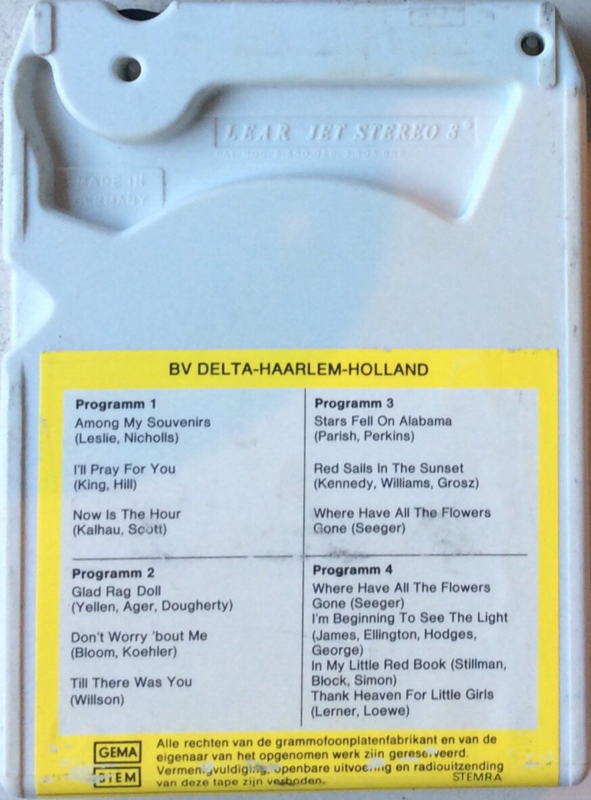 LEAR JET STEREO 8
MADE IN
GERMANY
BV DELTA-HAARLEM-HOLLAND
Programm 1
Among My Souvenirs
(Leslie, Nicholls)
I'll Pray For You
(King, Hill)
Now Is The Hour
(Kalhau, Scott)
Programm 2
Glad Rag Doll
(Yellen, Ager, Dougherty)
Don't Worry 'bout Me
(Bloom, Koehler)
Till There Was You
(Willson)
Programm 3
Stars Fell On Alabama
(Parish, Perkins)
Red Sails In The Sunset
(Kennedy, Williams, Grosz)
Where Have All The Flowers
Gone (Seeger)
Programm 4
Where Have All The Flowers
Gone (Seeger)
I'm Beginning To See The Light
(James, Ellington, Hodges,
George)
In My Little Red Book (Stillman,
Block, Simon)
Thank Heaven For Little Girls
(Lerner, Loewe)
GEMA
BIEM
Alle rechten van de grammofoonplatenfabrikant en van de
eigenaar van het opgenomen werk zijn gereserveerd.
Vermenigvuldiging, openbare uitvoering en radiouitzending
van deze tape zijn verboden.
STEMRA